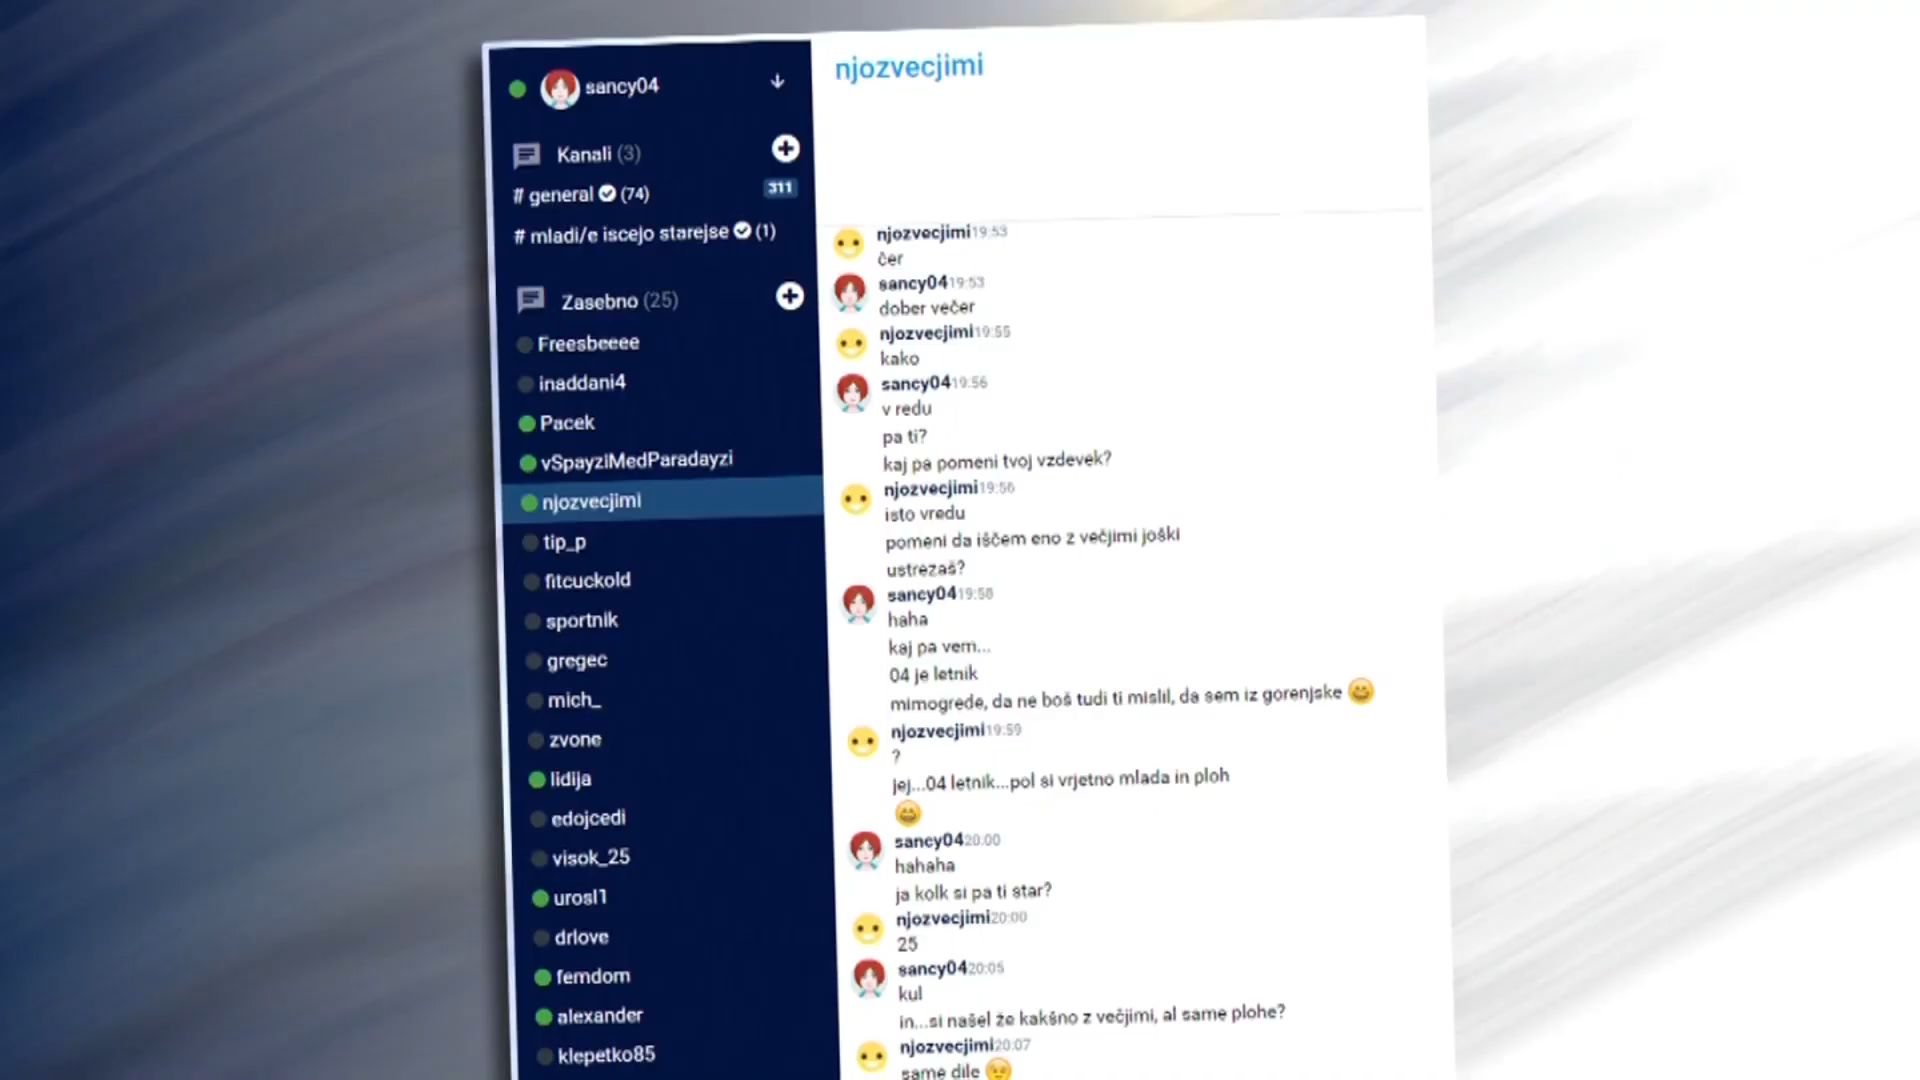 sancy04
Kanali (3)
# general (74)
311
# mladi/e iscejo starejse (1)
Zasebno (25)
Freesbeeee
inaddani4
Pacek
vSpayziMedParadayzi
njozvecjimi
tip_p
fitcuckold
sportnik
gregec
mich_
zvone
lidija
edojcedi
visok_25
urosl1
drlove
femdom
alexander
klepetko85
njozvecjimi
njozvecjimi 19:53
čer
sancy04 19:53
dober večer
njozvecjimi 19:55
kako
sancy04 19:56
v redu
pa ti?
kaj pa pomeni tvoj vzdevek?
njozvecjimi 19:56
isto vredu
pomeni da iščem eno z večjimi joški
ustrezaš?
sancy04 19:58
haha
kaj pa vem...
04 je letnik
mimogrede, da ne boš tudi ti mislil, da sem iz gorenjske 😄
njozvecjimi 19:59
?
jej...04 letnik...pol si vrjetno mlada in ploh
😄
sancy04 20:00
hahaha
ja kolk si pa ti star?
njozvecjimi 20:00
25
sancy04 20:05
kul
in...si našel že kakšno z večjimi, al same plohe?
njozvecjimi 20:07
same dile